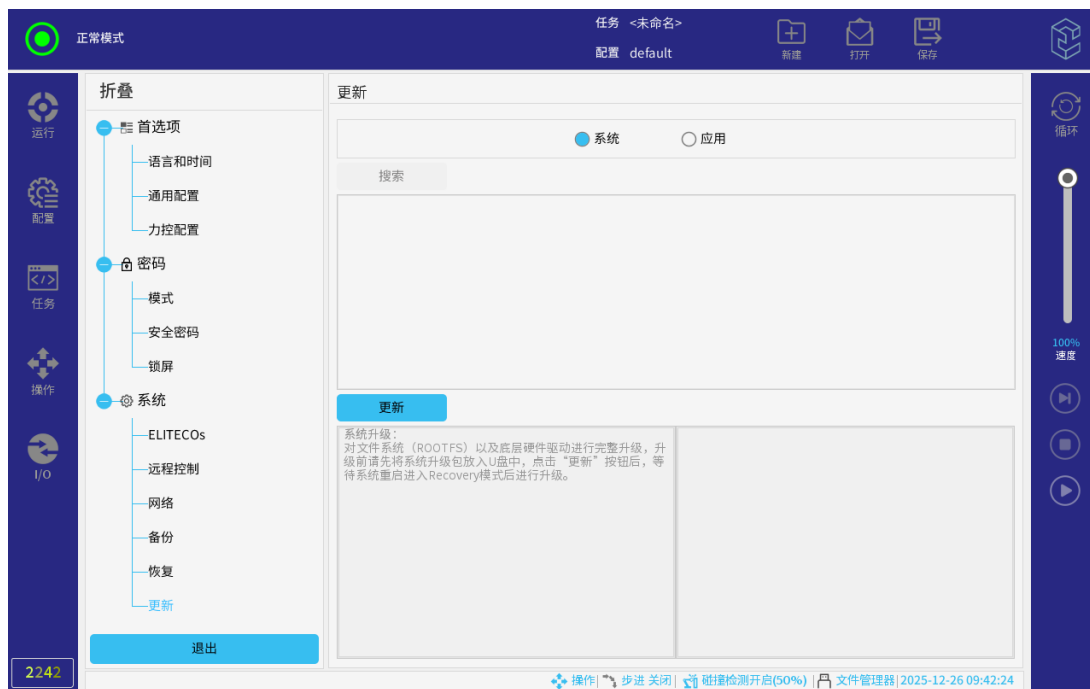 正常模式
任务 <未命名>
配置 default
新建
打开
保存
运行
配置
任务
操作
I/O
2242
折叠
首选项
语言和时间
通用配置
力控配置
密码
模式
安全密码
锁屏
系统
ELITECOs
远程控制
网络
备份
恢复
更新
退出
更新
系统
应用
搜索
更新
系统升级：
对文件系统（ROOTFS）以及底层硬件驱动进行完整升级，升
级前请先将系统升级包放入U盘中，点击“更新”按钮后，等
待系统重启进入Recovery模式后进行升级。
循环
100%
速度
操作| 步进 关闭| 碰撞检测开启(50%) | 文件管理器|2025-12-26 09:42:24